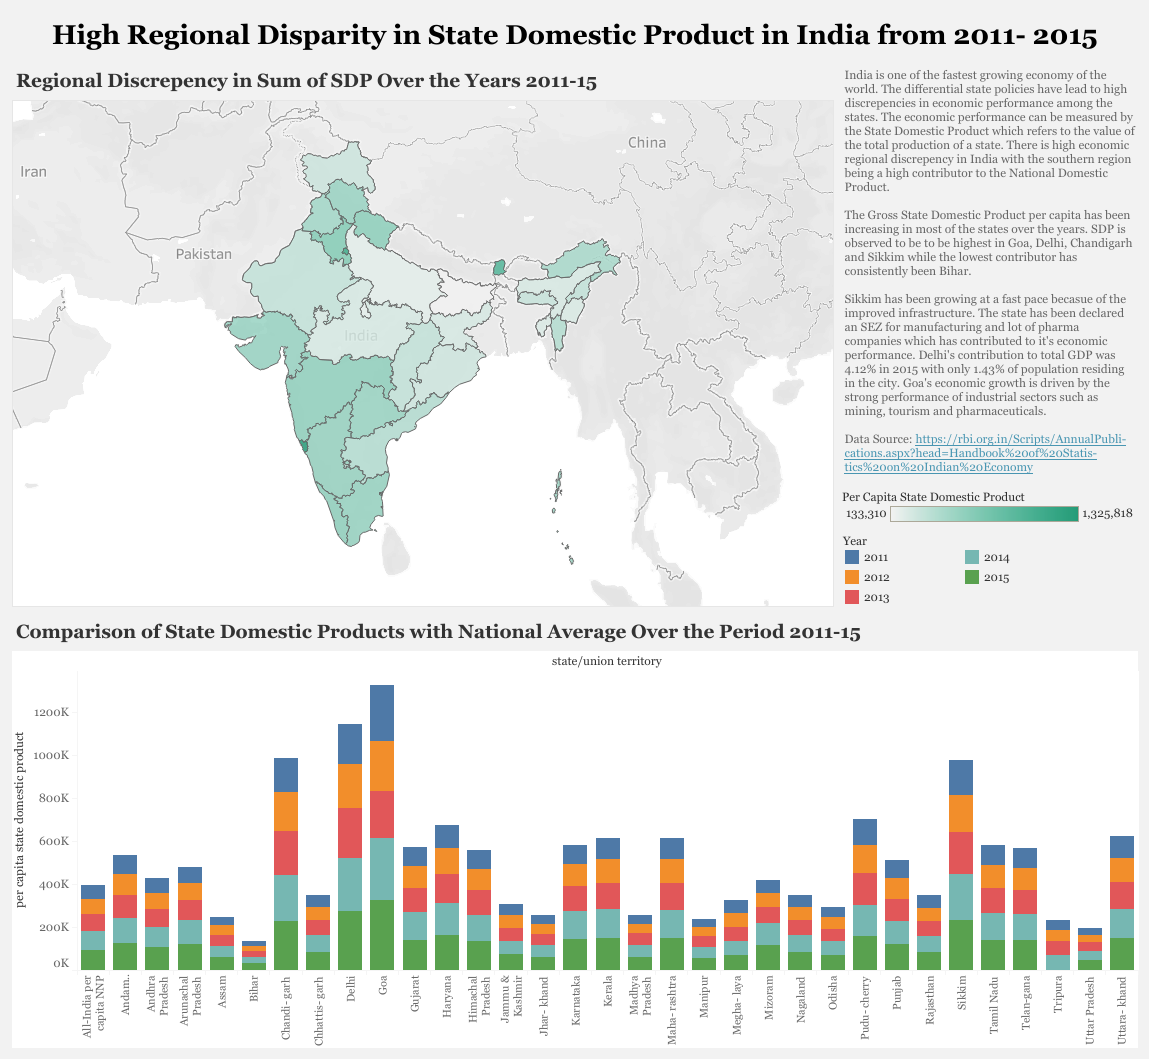 High Regional Disparity in State Domestic Product in India from 2011- 2015
Regional Discrepency in Sum of SDP Over the Years 2011-15
Iran
Pakistan
China
India
India is one of the fastest growing economy of the
world. The differential state policies have lead to high
discrepencies in economic performance among the
states. The economic performance can be measured by
the State Domestic Product which refers to the value of
the total production of a state. There is high economic
regional discrepency in India with the southern region
being a high contributor to the National Domestic
Product.
The Gross State Domestic Product per capita has been
increasing in most of the states over the years. SDP is
observed to be to be highest in Goa, Delhi, Chandigarh
and Sikkim while the lowest contributor has
consistently been Bihar.
Sikkim has been growing at a fast pace becasue of the
improved infrastructure. The state has been declared
an SEZ for manufacturing and lot of pharma
companies which has contributed to it's economic
performance. Delhi's contribution to total GDP was
4.12% in 2015 with only 1.43% of population residing
in the city. Goa's economic growth is driven by the
strong performance of industrial sectors such as
mining, tourism and pharmaceuticals.
Data Source: https://rbi.org.in/Scripts/AnnualPubli-
cations.aspx?head=Handbook%20of%20Statis-
tics%20on%20Indian%20Economy
Per Capita State Domestic Product
133,310 1,325,818
Year
2011 2014
2012 2015
2013
Comparison of State Domestic Products with National Average Over the Period 2011-15
state/union territory
per capita state domestic product
1200K
1000K
800K
600K
400K
200K
0K
All-India per
capita NNP
Andam..
Andhra
Pradesh
Arunachal
Pradesh
Assam
Bihar
Chandi- garh
Chhattis- garh
Delhi
Goa
Gujarat
Haryana
Himachal
Pradesh
Jammu &
Kashmir
Jhar- khand
Karnataka
Kerala
Madhya
Pradesh
Maha- rashtra
Manipur
Megha- laya
Mizoram
Nagaland
Odisha
Pudu- cherry
Punjab
Rajasthan
Sikkim
Tamil Nadu
Telan-gana
Tripura
Uttar Pradesh
Uttara- khand